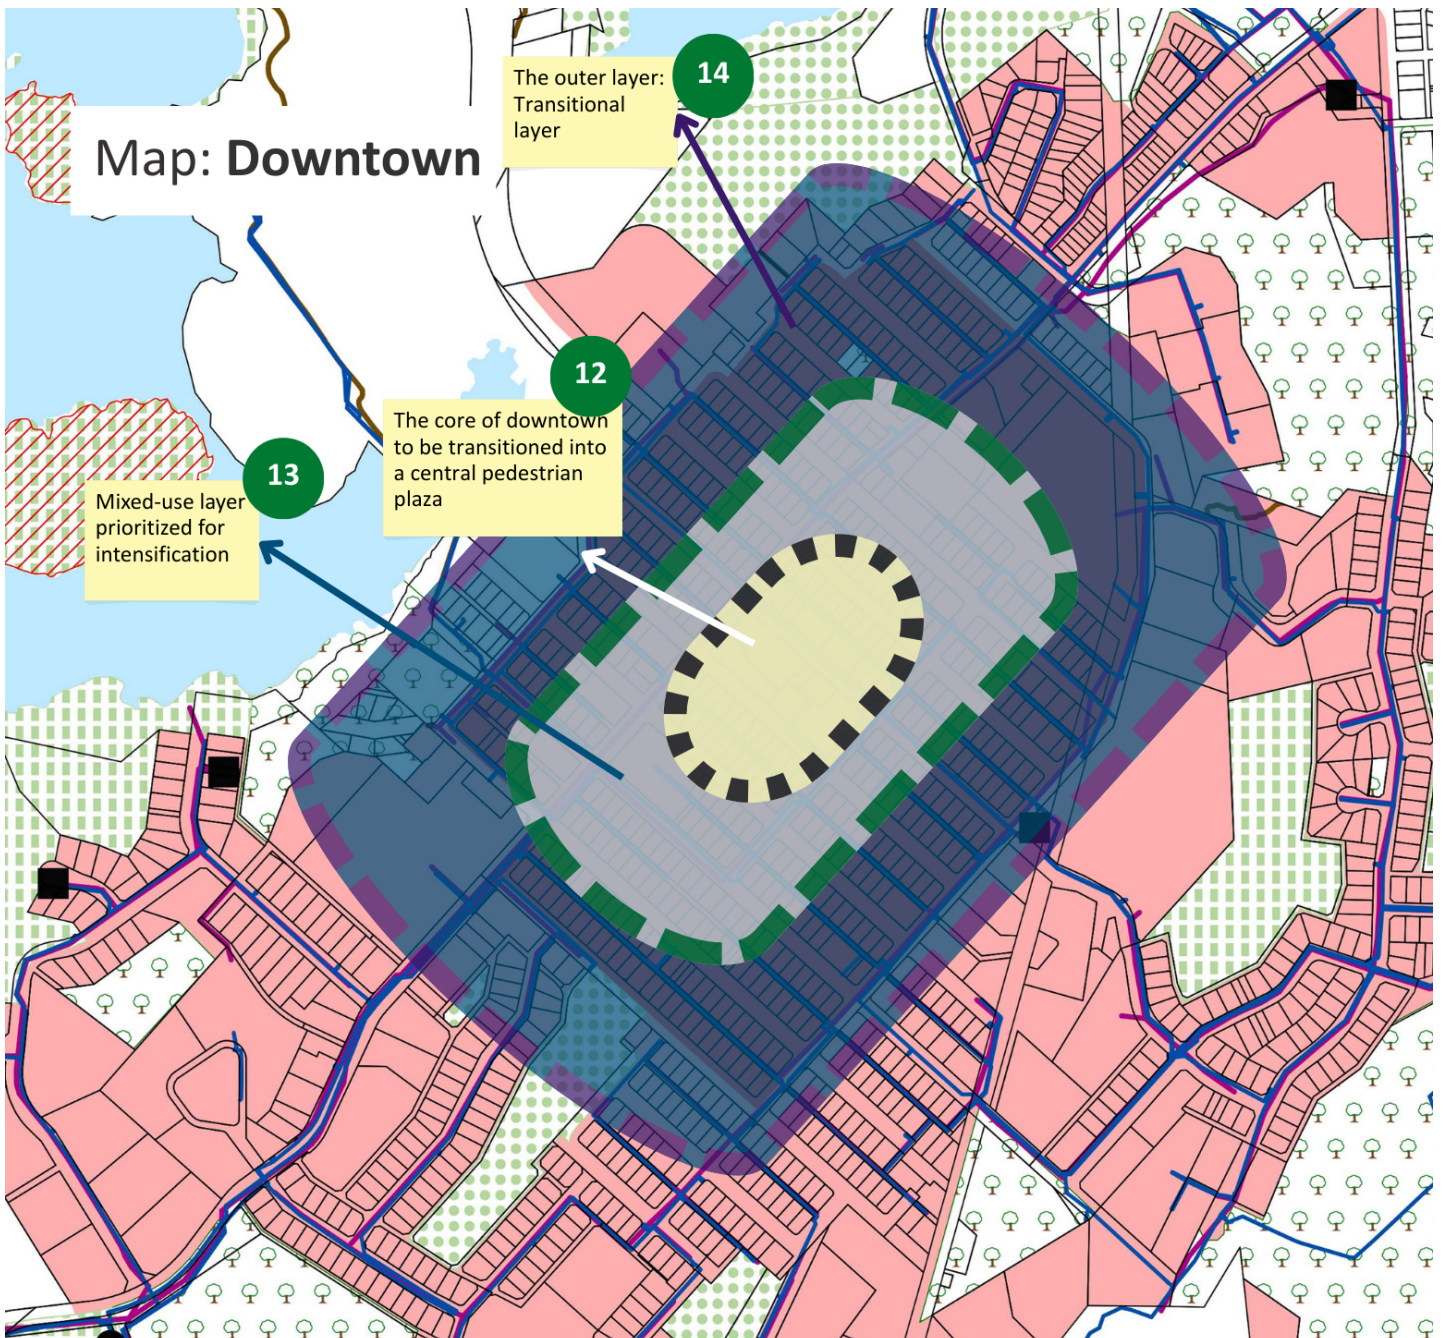 Map: Downtown
The outer layer:
Transitional
layer
14
12
The core of downtown
to be transitioned into
a central pedestrian
plaza
13
Mixed-use layer
prioritized for
intensification